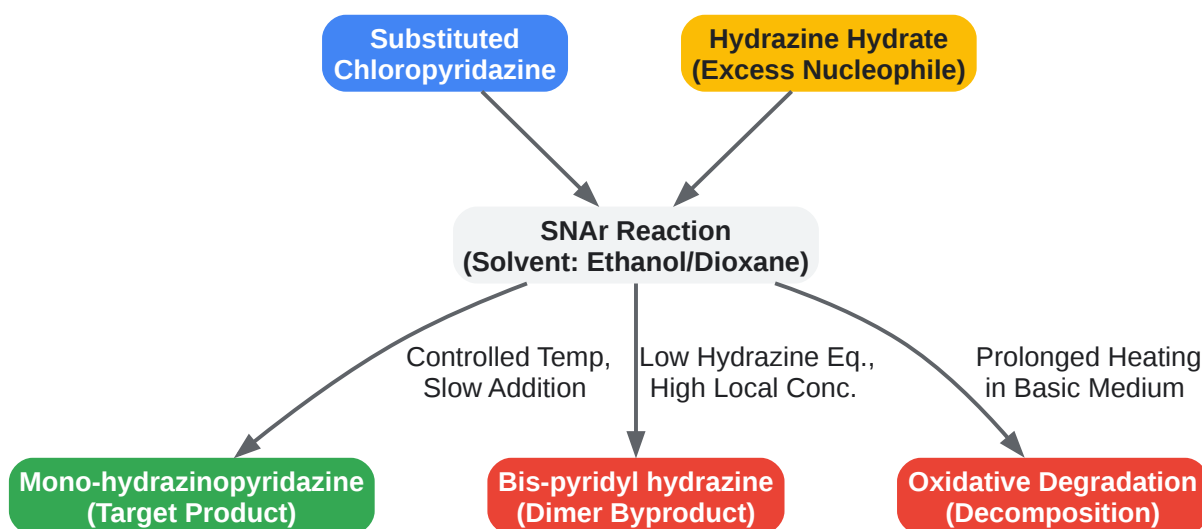 Substituted
Chloropyridazine
Hydrazine Hydrate
(Excess Nucleophile)
SNAr Reaction
(Solvent: Ethanol/Dioxane)
Controlled Temp,
Slow Addition
Low Hydrazine Eq.,
High Local Conc.
Prolonged Heating
in Basic Medium
Mono-hydrazinopyridazine
(Target Product)
Bis-pyridyl hydrazine
(Dimer Byproduct)
Oxidative Degradation
(Decomposition)